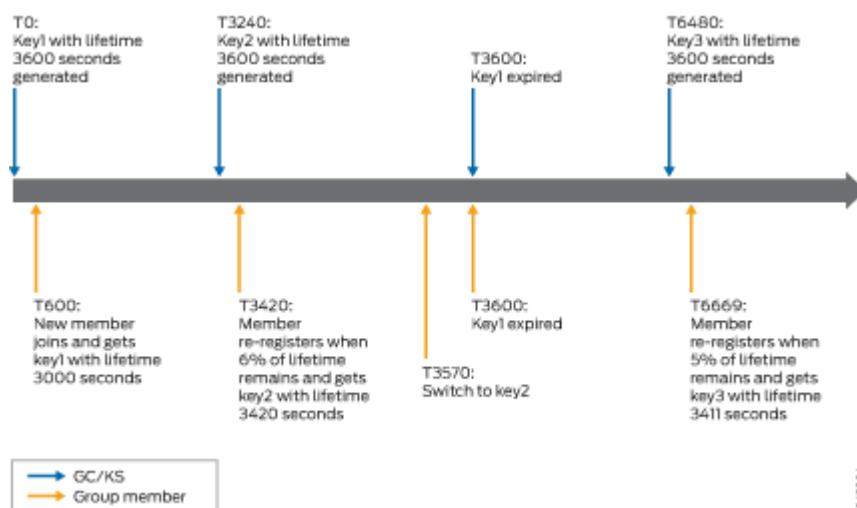 T0:
Key1 with lifetime
3600 seconds
generated
T3240:
Key2 with lifetime
3600 seconds
generated
T3600:
Key1 expired
T6480:
Key3 with lifetime
3600 seconds
generated
T600:
New member
joins and gets
key1 with lifetime
3000 seconds
T3420:
Member
re-registers when
6% of lifetime
remains and gets
key2 with lifetime
3420 seconds
T3570:
Switch to key2
T3600:
Key1 expired
T6669:
Member
re-registers when
5% of lifetime
remains and gets
key3 with lifetime
3411 seconds
GC/KS
Group member